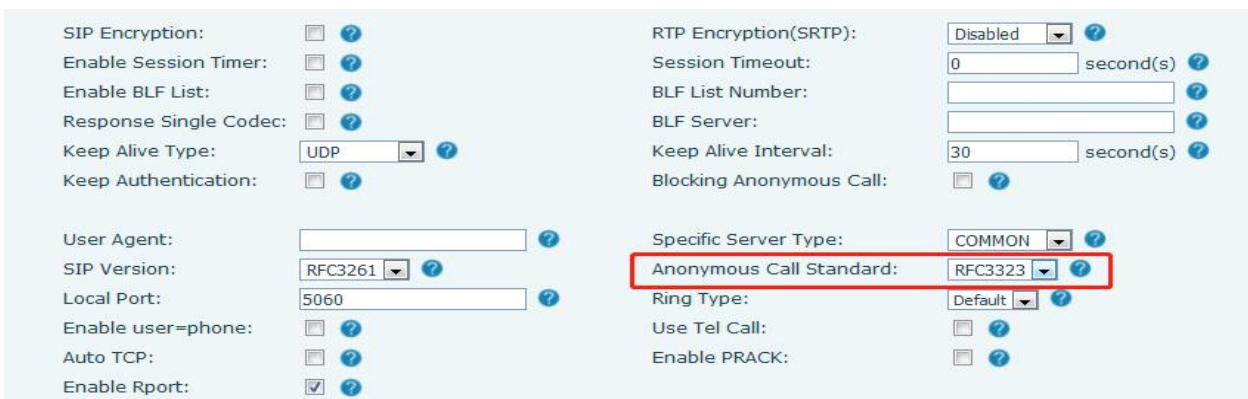 SIP Encryption: ? RTP Encryption(SRTP): Disabled ?
Enable Session Timer: ? Session Timeout: 0 second(s) ?
Enable BLF List: ? BLF List Number: ?
Response Single Codec: ? BLF Server: ?
Keep Alive Type: UDP ? Keep Alive Interval: 30 second(s) ?
Keep Authentication: ? Blocking Anonymous Call: ?
User Agent: ? Specific Server Type: COMMON ?
SIP Version: RFC3261 ? Anonymous Call Standard: RFC3323 ?
Local Port: 5060 ? Ring Type: Default ?
Enable user=phone: ? Use Tel Call: ?
Auto TCP: ? Enable PRACK: ?
Enable Rport: ?